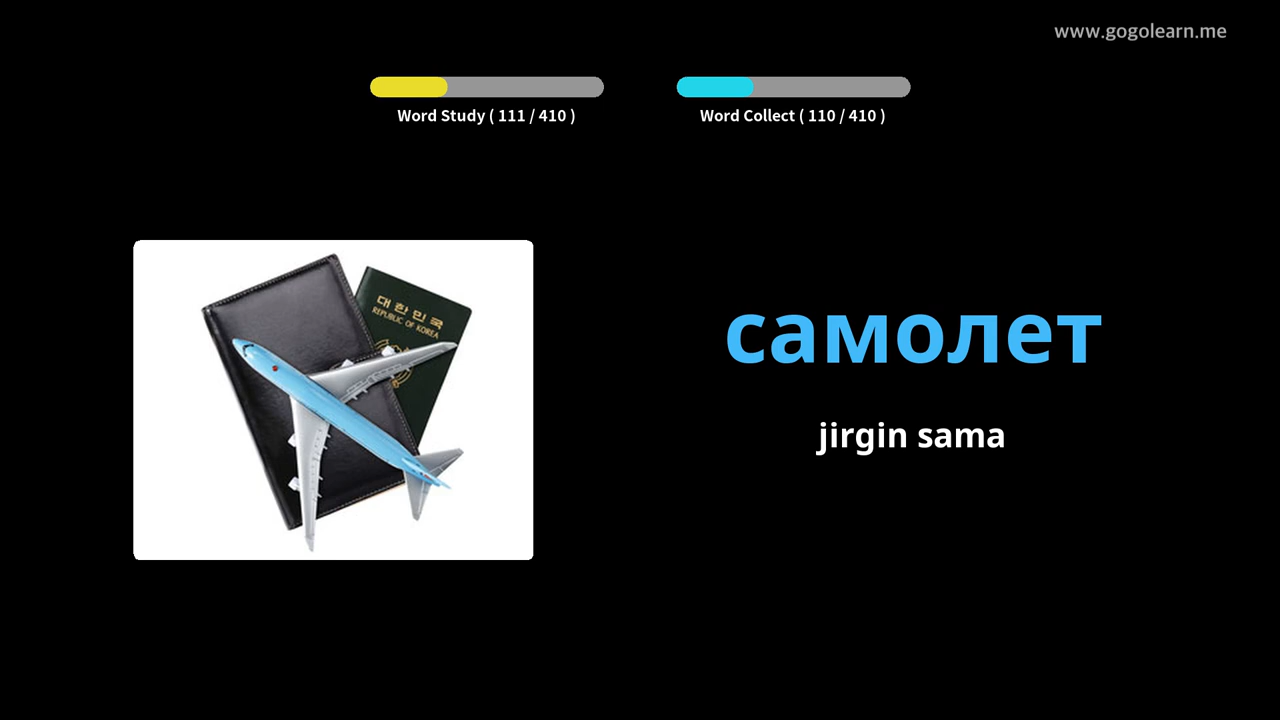 www.gogolearn.me
Word Study ( 111 / 410 )
Word Collect ( 110 / 410 )
대한민국
REPUBLIC OF KOREA
самолет
jirgin sama